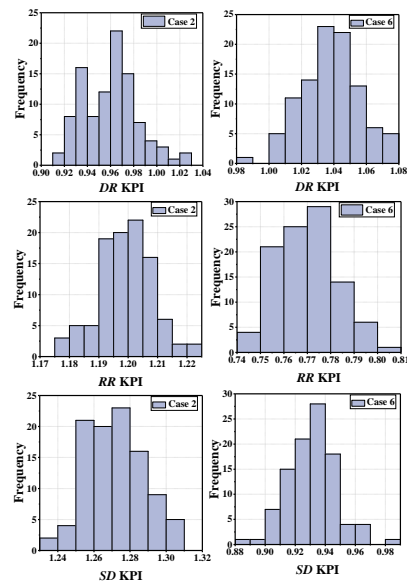 25
20
15
10
5
0
Frequency
Case 2
0.90 0.92 0.94 0.96 0.98 1.00 1.02 1.04
DR KPI
25
20
15
10
5
0
Frequency
Case 6
0.98 1.00 1.02 1.04 1.06 1.08
DR KPI
25
20
15
10
5
0
Frequency
Case 2
1.17 1.18 1.19 1.20 1.21 1.22
RR KPI
30
25
20
15
10
5
0
Frequency
Case 6
0.74 0.75 0.76 0.77 0.78 0.79 0.80 0.81
RR KPI
25
20
15
10
5
0
Frequency
Case 2
1.24 1.26 1.28 1.30 1.32
SD KPI
30
25
20
15
10
5
0
Frequency
Case 6
0.88 0.90 0.92 0.94 0.96 0.98
SD KPI